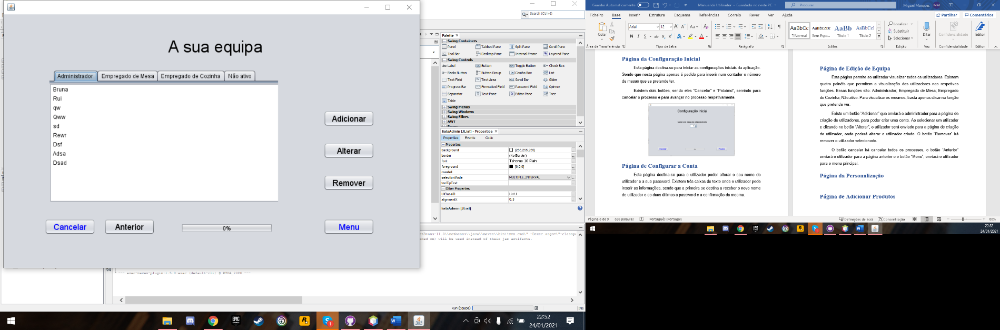 A sua equipa
Administrador
Empregado de Mesa
Empregado de Cozinha
Não ativo
Bruna
Rui
qw
Qww
sd
Rewr
Dsf
Adsa
Dsad
Adicionar
Alterar
Remover
Cancelar
Anterior
0%
Menu
Search (Ctrl+I)
Palette
Swing Containers
Panel Tabbed Pane Split Pane Scroll Pane
Tool Bar Desktop Pane Internal Frame Layered Pane
Swing Controls
Label Button Toggle Button Check Box
Radio Button Button Group Combo Box List
Text Field Text Area Scroll Bar Slider
Progress Bar Formatted Field Password Field Spinner
Separator Text Pane Editor Pane Tree
Table
Swing Menus
Swing Windows
Swing Fillers
AWT
listaAdmin [JList] - Properties
Properties Events Code
Properties
background [255,255,255]
border (No Border)
font Tahoma 16 Plain
foreground [0,0,0]
model
selectionMode MULTIPLE_INTERVAL
toolTipText
Other Properties
UIClassID ListUI
alignmentX 0.5
listaAdmin [JList]
etBeans-11.3\\netbeans\\java\\maven\\bin\\mvn.cmd\" -Dexec.args=\"-classpa
ned on) will be used instead of their jar artifacts.
--- exec-maven-plugin:1.5.0:exec (default-cli) @ PTDA_2020 ---
Run (Equipa)
INS
22:52
24/01/2021
Guardar Automaticamente
Manual de Utilizador - Guardado no neste PC
Procurar
Miguel Marques MM
Ficheiro Base Inserir Estrutura Esquema Referências Correio Rever Ver Ajuda
Partilhar Comentários
Colar
Arial 12
N I S
AaBbCc AaBbCcDc AaBb AaBbCcI
¶ Normal Sem Espa... Título 1 Título 2
Localizar
Substituir
Selecionar
Ditar
Confidencialidade
Editor
Área de Transferência
Tipo de Letra
Parágrafo
Estilos
Edição
Voz
Confidencialidade
Editor
Página da Configuração Inicial
Esta página destina-se para iniciar as configurações iniciais da aplicação.
Sendo que nesta página apenas é pedido para inserir num contador o número
de mesas que se pretende ter.
Existem dois botões, sendo eles "Cancelar" e "Próximo", servindo para
cancelar o processo e para avançar no processo respetivamente.
Configuração Inicial
Número de mesas do estabelecimento
Página de Configurar a Conta
Esta página destina-se para o utilizador poder alterar o seu nome de
utilizador e a sua password. Existem três caixas de texto onde o utilizador pode
inserir as informações, sendo que a primeira se destina a receber o novo nome
de utilizador e as duas últimas a password e a confirmação da mesma.
Página de Edição de Equipa
Esta página permite ao utilizador visualizar todos os utilizadores. Existem
quatro painéis que permitem a visualização dos utilizadores nas respetivas
funções. Essas funções são: Administrador, Empregado de Mesa; Empregado
de Cozinha; Não ativo. Para visualizar os mesmos, basta apenas clicar na função
que pretende ver.
Existe um botão "Adicionar" que enviará o administrador para a página de
criação de utilizadores, para poder criar uma conta. Ao selecionar um utilizador
e clicando no botão "Alterar", o utilizador será enviado para a página de criação
de utilizador, onde poderá alterar o utilizador criado. O botão "Remover" irá
remover o utilizador selecionado.
O botão cancelar irá cancelar todos os processos, o botão "Anterior"
enviará o utilizador para a página anterior e o botão "Menu", enviará o utilizador
para o menu principal.
Página da Personalização
Página de Adicionar Produtos
Página 8 de 9 826 palavras Português (Portugal)
Definições de Ecrã Concentração 80%
22:52
24/01/2021